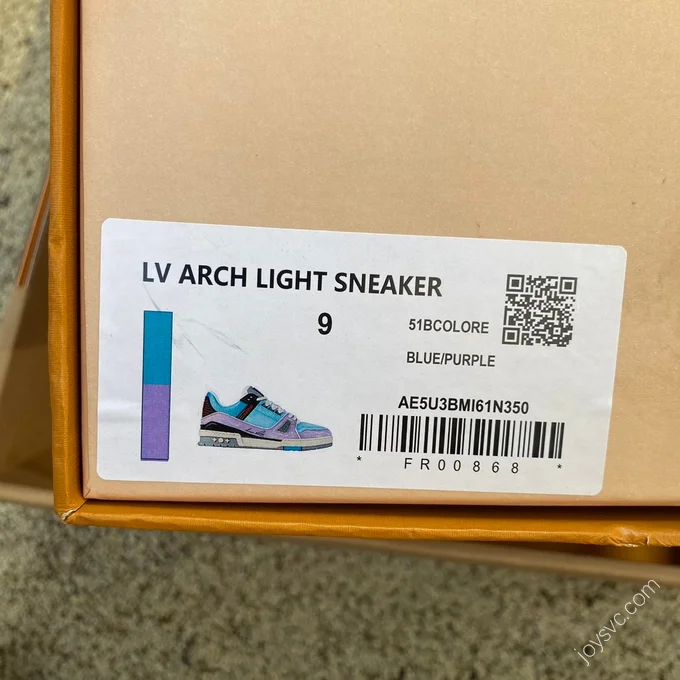 LV ARCH LIGHT SNEAKER
9
51BCOLORE
BLUE/PURPLE
AE5U3BMI61N350
* FR00868 *
joysvc.com